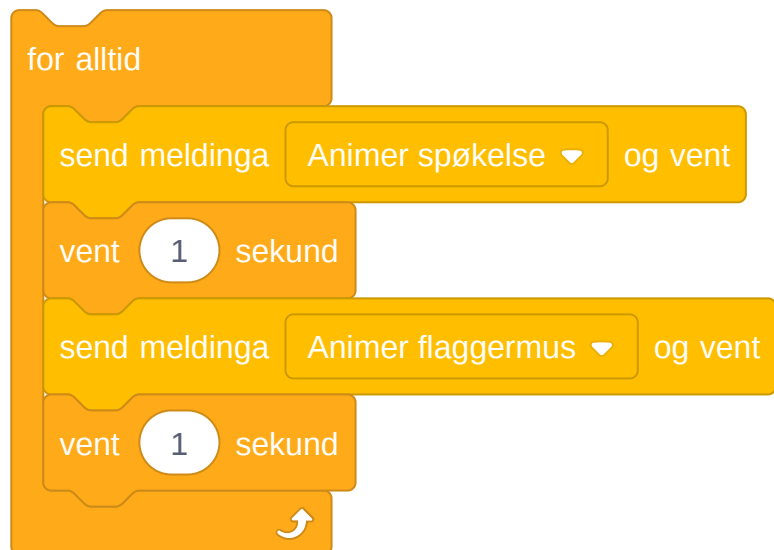 for alltid
send meldinga Animer spøkelse og vent
vent 1 sekund
send meldinga Animer flaggermus og vent
vent 1 sekund